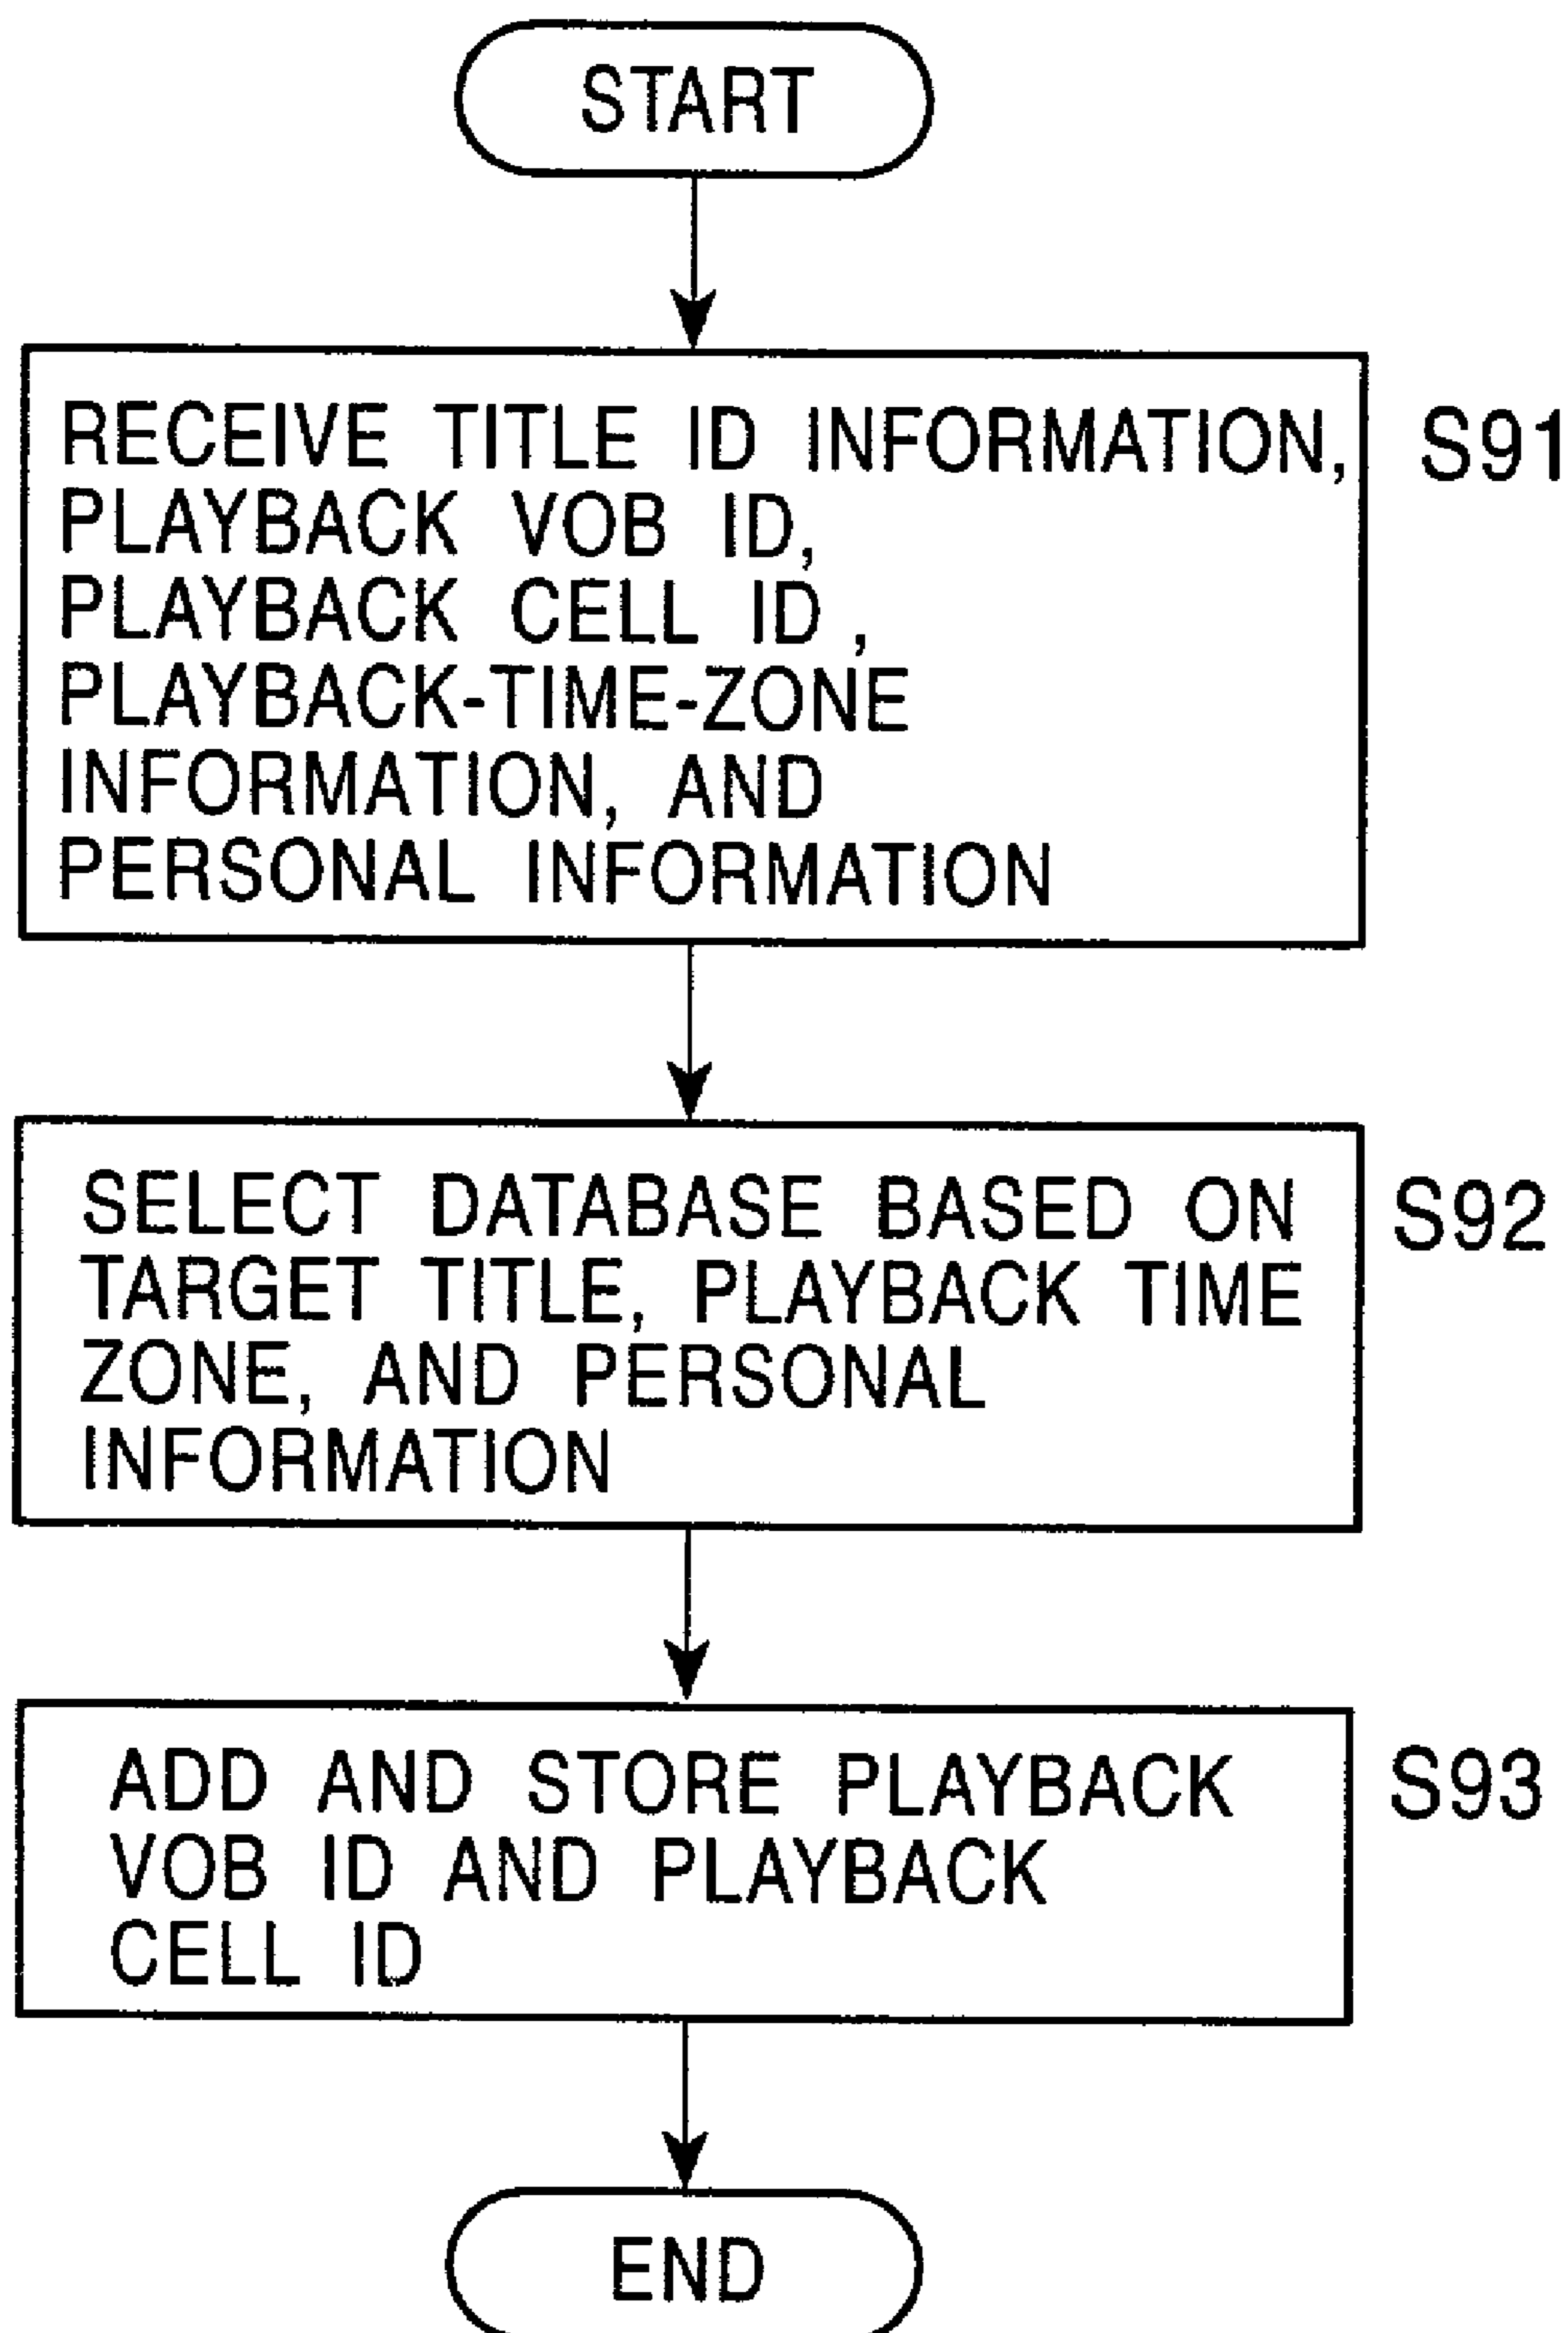 START
RECEIVE TITLE ID INFORMATION,
PLAYBACK VOB ID,
PLAYBACK CELL ID ,
PLAYBACK-TIME-ZONE
INFORMATION, AND
PERSONAL INFORMATION
S91
SELECT DATABASE BASED ON
TARGET TITLE, PLAYBACK TIME
ZONE, AND PERSONAL
INFORMATION
S92
ADD AND STORE PLAYBACK
VOB ID AND PLAYBACK
CELL ID
S93
END